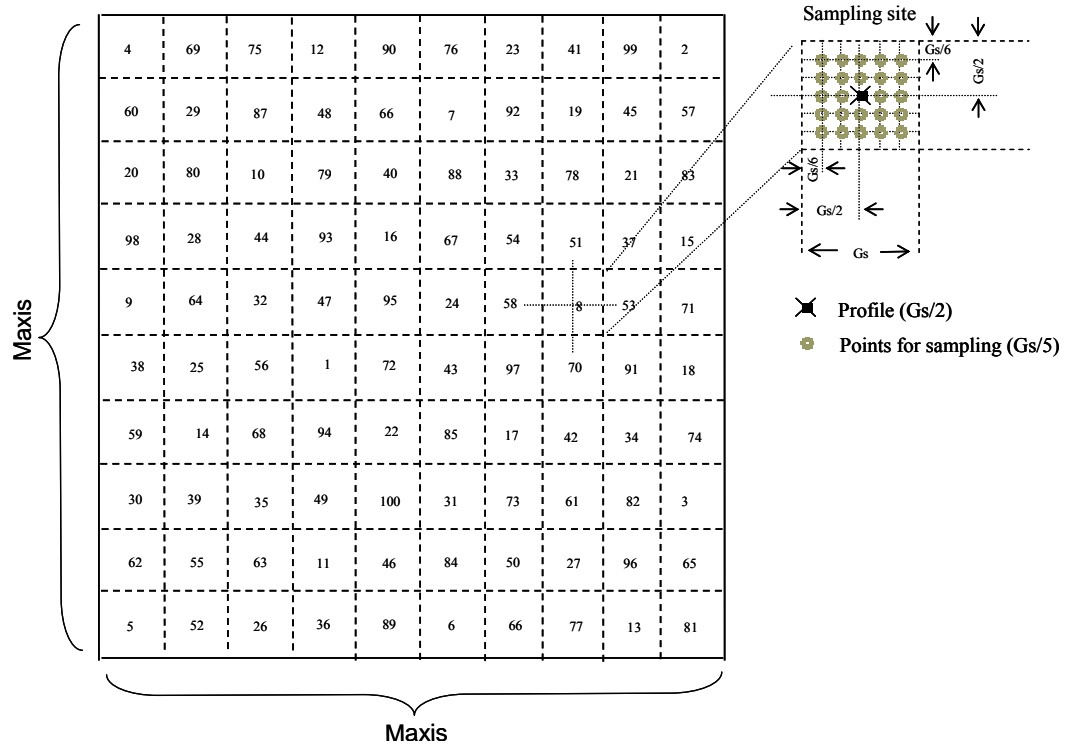 Sampling site
4 69 75 12 90 76 23 41 99 2
Gs/6
Gs/2
60 29 87 48 66 7 92 19 45 57
20 80 10 79 40 88 33 78 21 83
Gs/6
Gs/2
98 28 44 93 16 67 54 51 37 15
Gs
9 64 32 47 95 24 58 8 53 71
Profile (Gs/2)
Maxis
Points for sampling (Gs/5)
38 25 56 1 72 43 97 70 91 18
59 14 68 94 22 85 17 42 34 74
30 39 35 49 100 31 73 61 82 3
62 55 63 11 46 84 50 27 96 65
5 52 26 36 89 6 66 77 13 81
Maxis